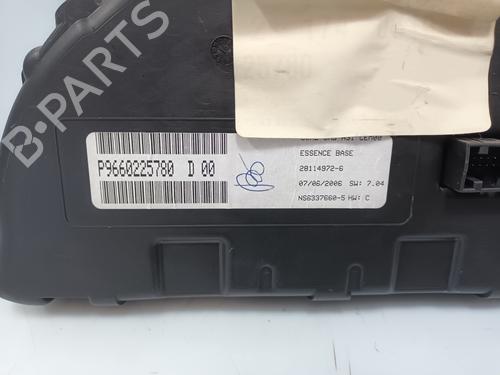 P9660225780 D 00
ESSENCE BASE
28114972-6
07/06/2006 SW: 7.04
NS6337660-5 HW: C
B-PARTS